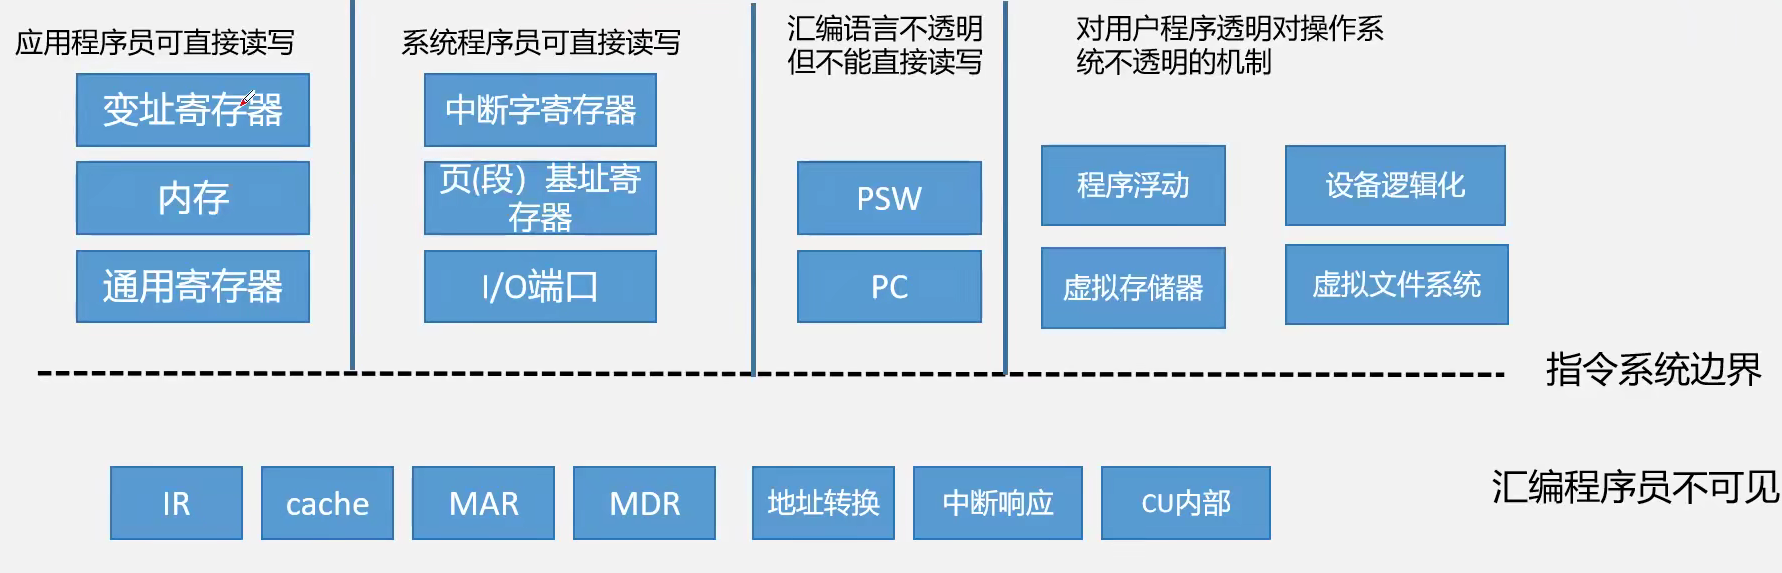 应用程序员可直接读写
变址寄存器
内存
通用寄存器
系统程序员可直接读写
中断字寄存器
页(段）基址寄
存器
I/O端口
汇编语言不透明
但不能直接读写
PSW
PC
对用户程序透明对操作系
统不透明的机制
程序浮动
设备逻辑化
虚拟存储器
虚拟文件系统
指令系统边界
IR
cache
MAR
MDR
地址转换
中断响应
CU内部
汇编程序员不可见